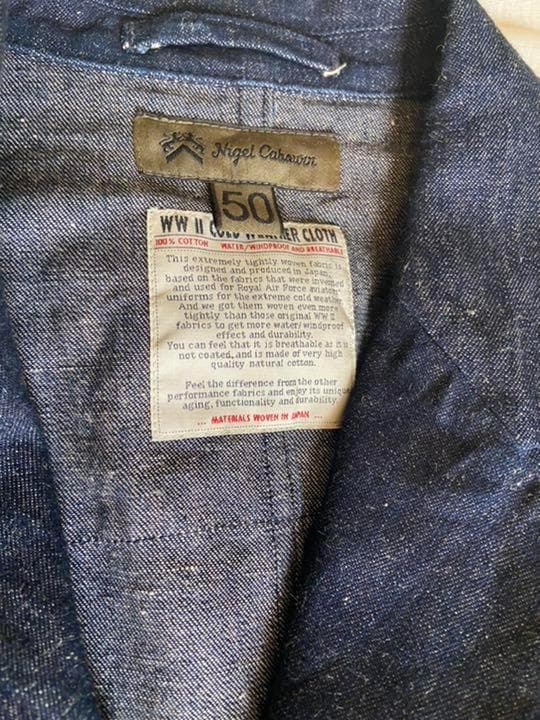 Nigel Cabourn
50
WW II COLD WEATHER CLOTH
100% COTTON WATER/WINDPROOF AND BREATHABLE
This extremely tightly woven fabric is
designed and produced in Japan,
based on the fabrics that were invented
and used for Royal Air Force aviators'
uniforms for the extreme cold weather.
And we got them woven even more
tightly than those original WW II
fabrics to get more water/windproof
effect and durability.
You can feel that it is breathable as it is
not coated, and is made of very high
quality natural cotton.
Feel the difference from the other
performance fabrics and enjoy its unique
aging, functionality and durability.
... MATERIALS WOVEN IN JAPAN ...